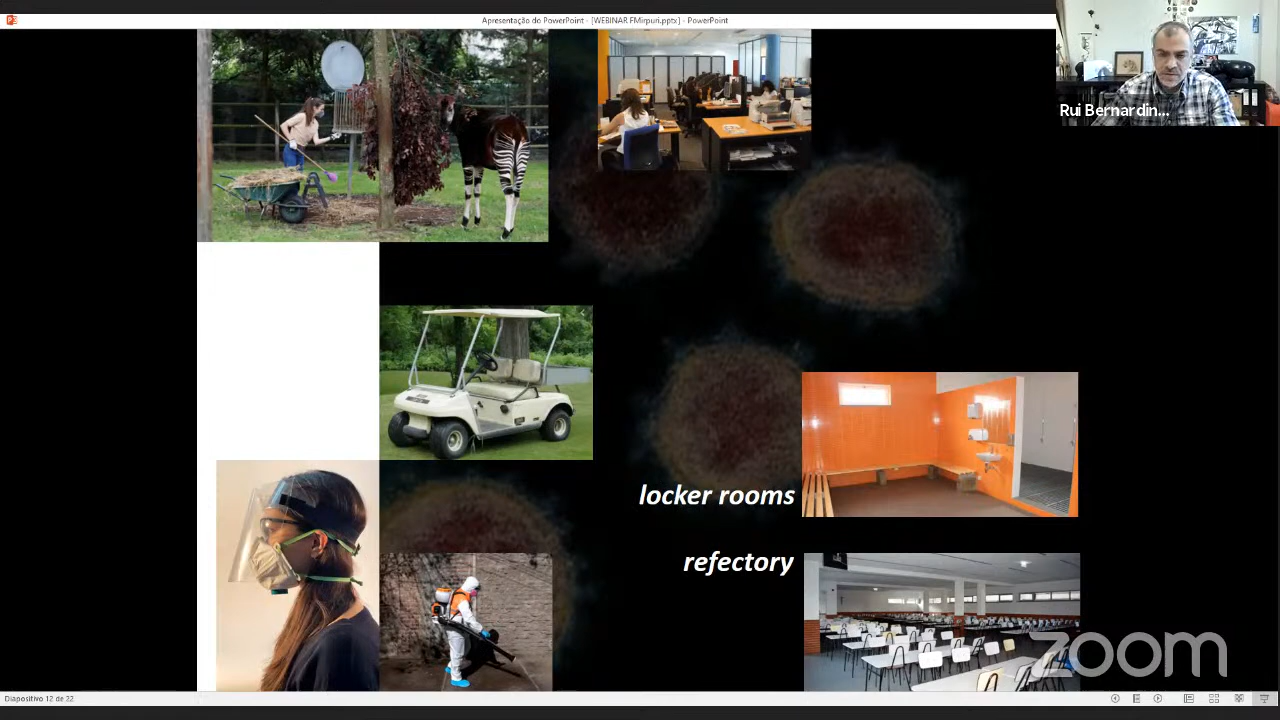 Apresentação do PowerPoint - [WEBINAR FMirpuri.pptx] - PowerPoint
Rui Bernardin...
locker rooms
refectory
zoom
Diapositivo 12 de 22